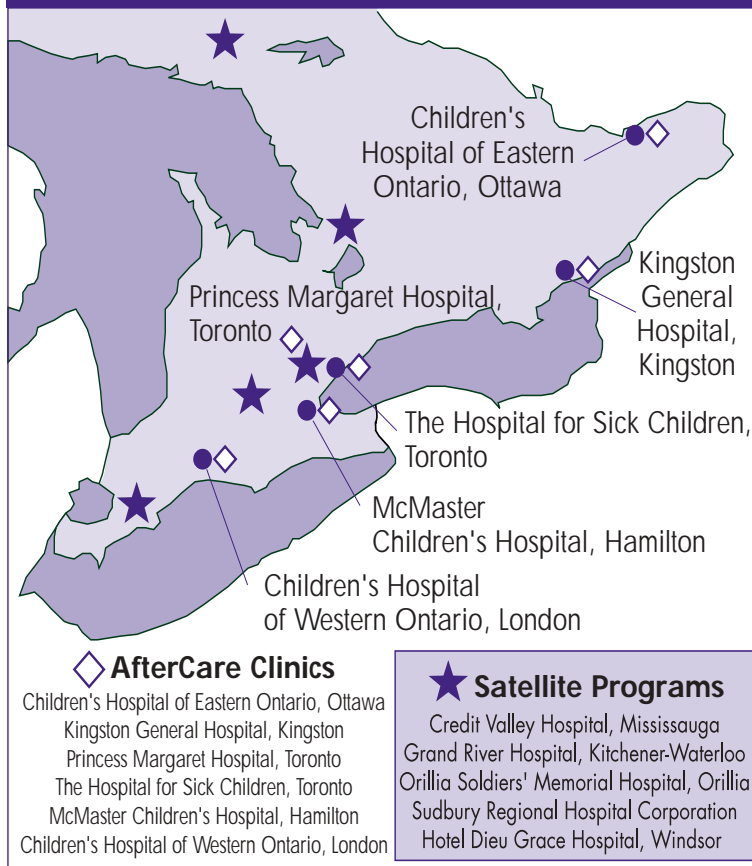 Children's
Hospital of Eastern
Ontario, Ottawa
Princess Margaret Hospital,
Toronto
Kingston
General
Hospital,
Kingston
The Hospital for Sick Children,
Toronto
McMaster
Children's Hospital, Hamilton
Children's Hospital
of Western Ontario, London
AfterCare Clinics
Children's Hospital of Eastern Ontario, Ottawa
Kingston General Hospital, Kingston
Princess Margaret Hospital, Toronto
The Hospital for Sick Children, Toronto
McMaster Children's Hospital, Hamilton
Children's Hospital of Western Ontario, London
Satellite Programs
Credit Valley Hospital, Mississauga
Grand River Hospital, Kitchener-Waterloo
Orillia Soldiers' Memorial Hospital, Orillia
Sudbury Regional Hospital Corporation
Hotel Dieu Grace Hospital, Windsor